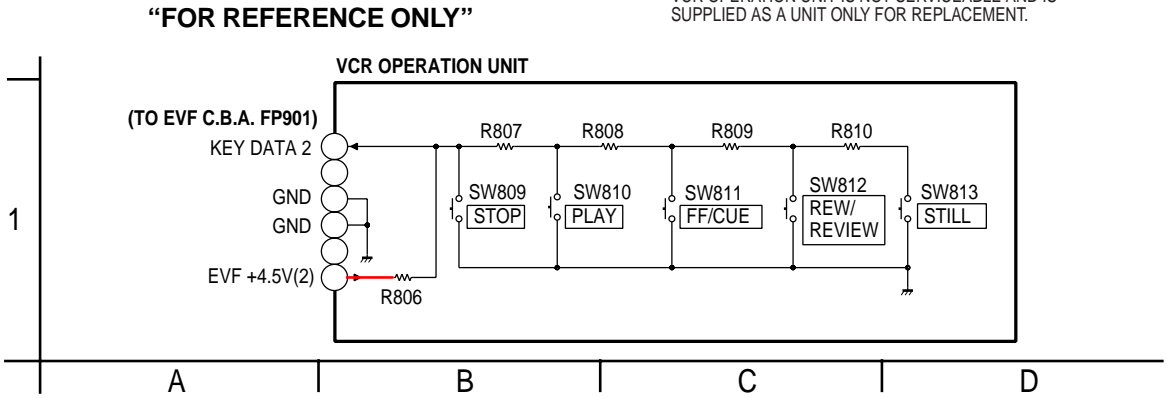 “FOR REFERENCE ONLY”
SUPPLIED AS A UNIT ONLY FOR REPLACEMENT.
VCR OPERATION UNIT
(TO EVF C.B.A. FP901)
KEY DATA 2
GND
GND
EVF +4.5V(2)
R806
R807
R808
R809
R810
SW809
STOP
SW810
PLAY
SW811
FF/CUE
SW812
REW/
REVIEW
SW813
STILL
1
A
B
C
D